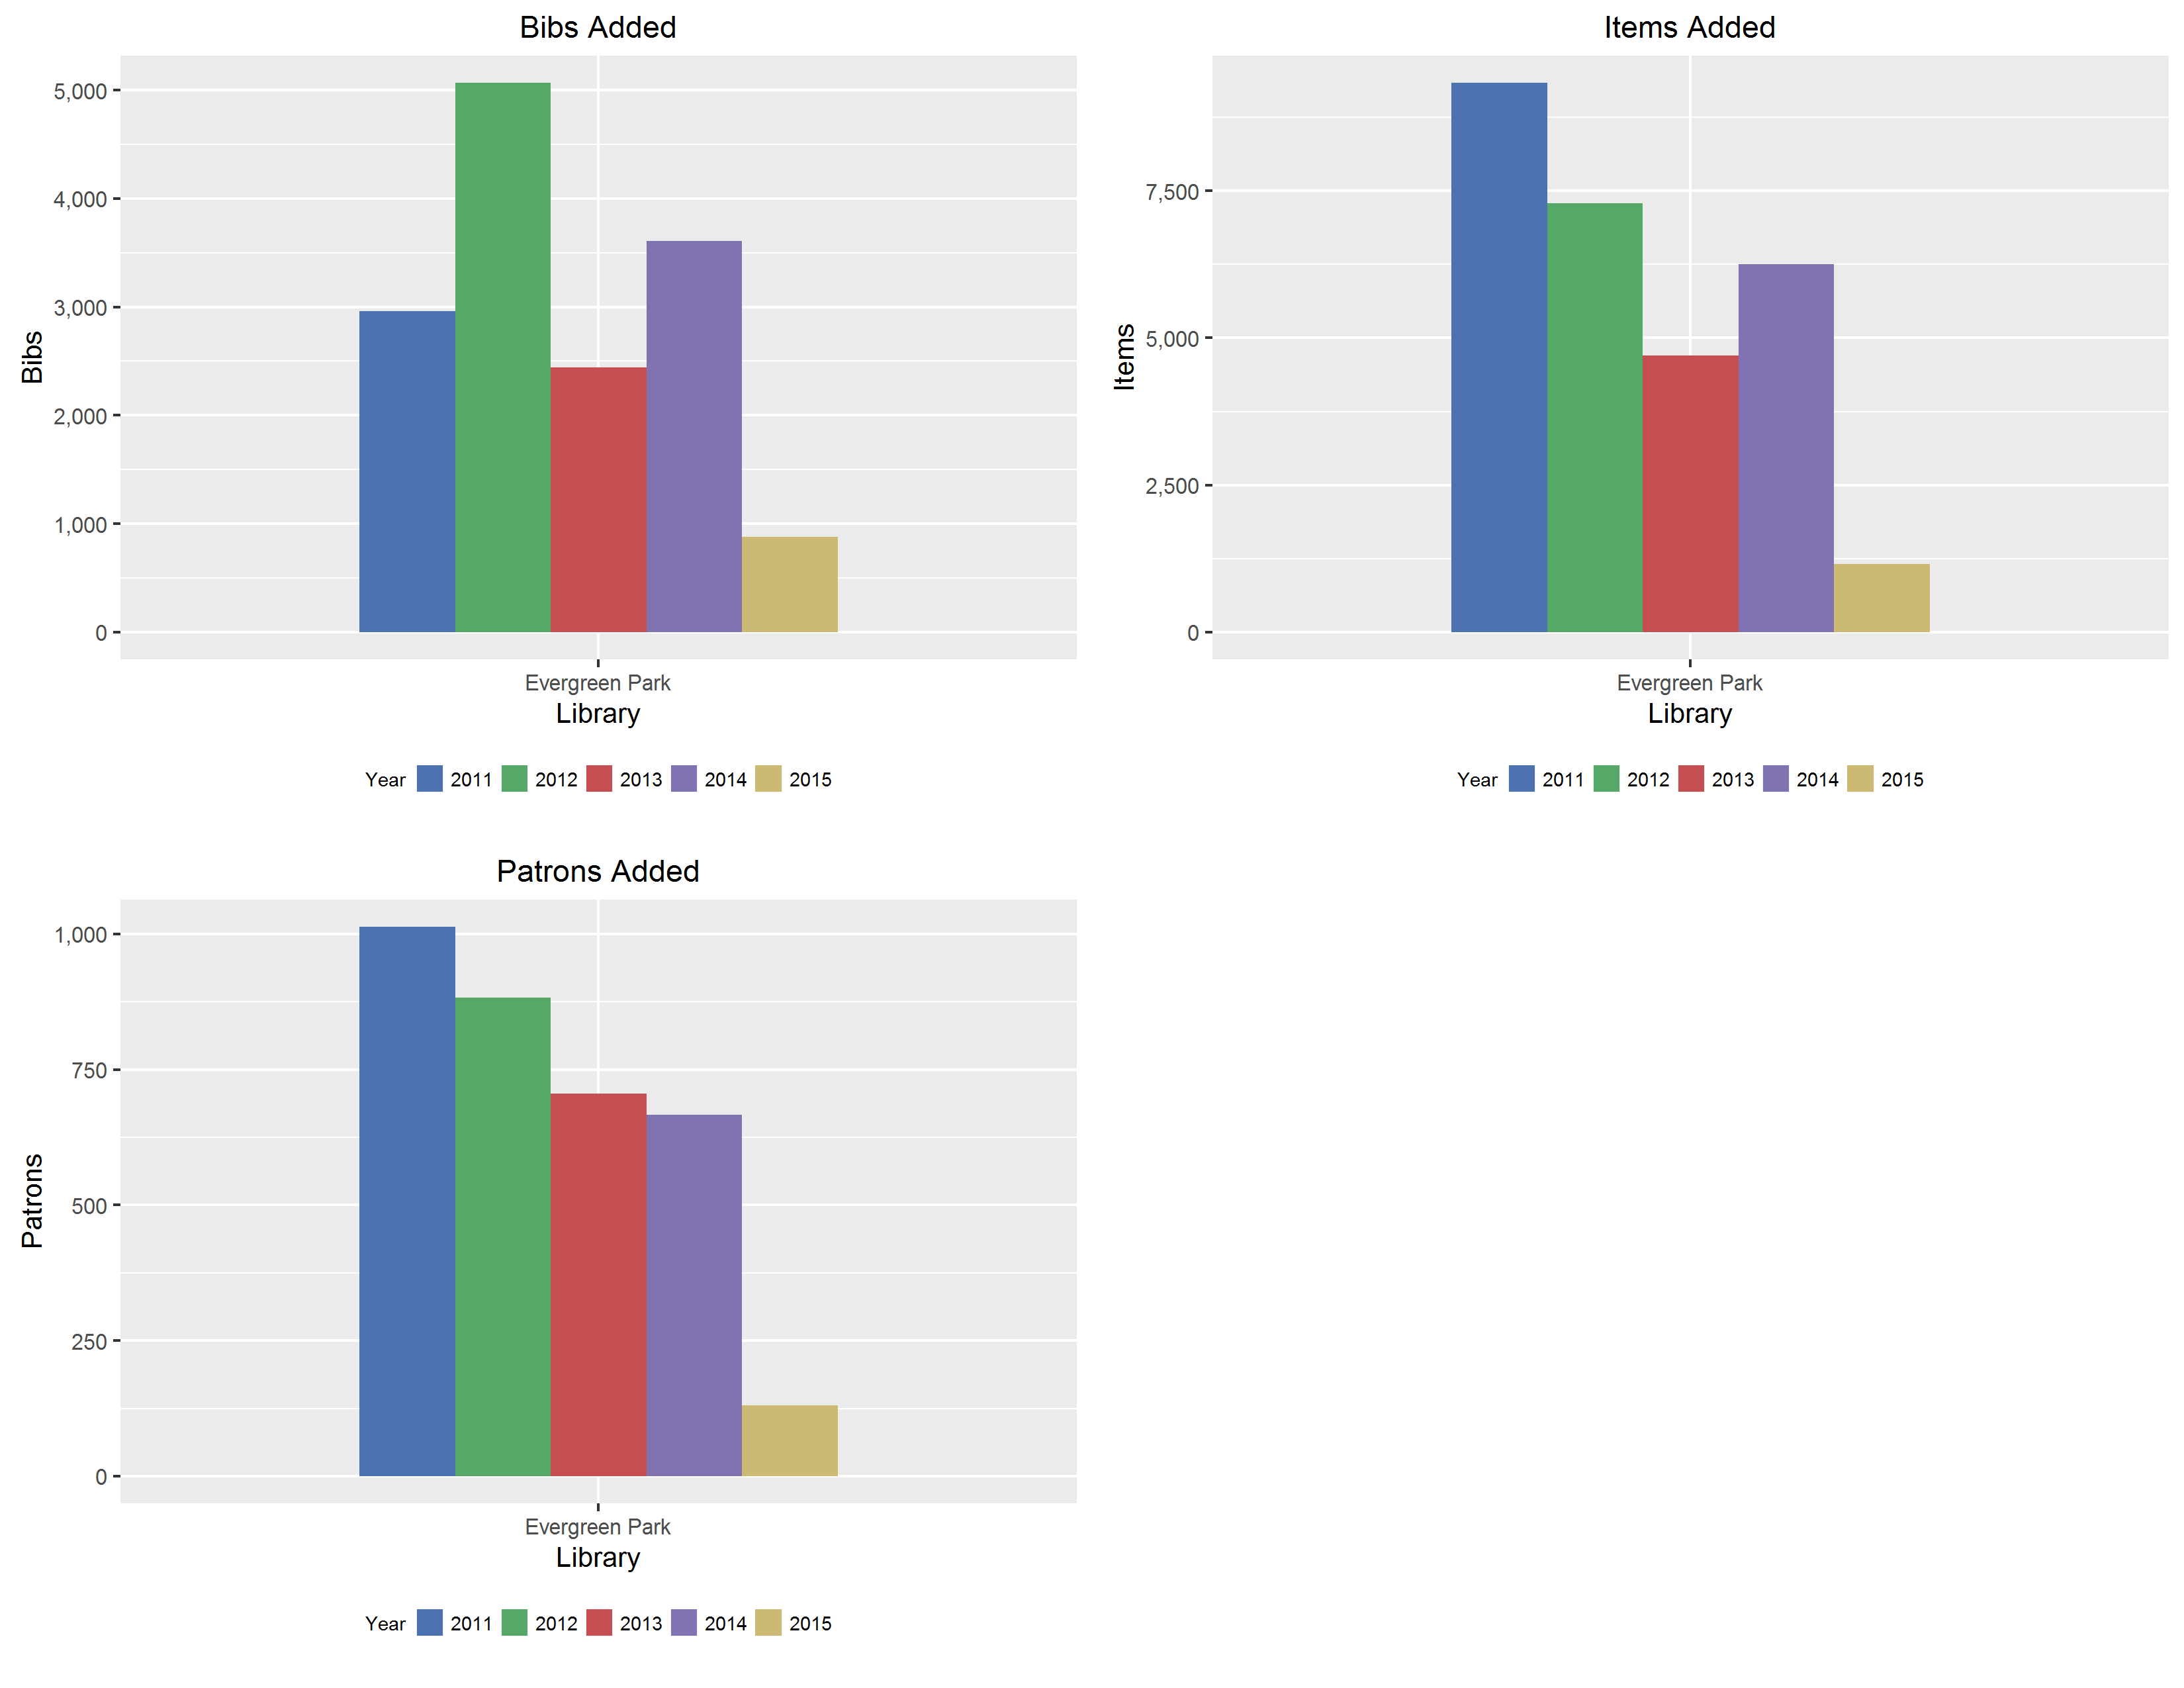 Bibs Added
Bibs
5,000
4,000
3,000
2,000
1,000
0
Evergreen Park
Library
Year 2011 2012 2013 2014 2015
Items Added
Items
7,500
5,000
2,500
0
Evergreen Park
Library
Year 2011 2012 2013 2014 2015
Patrons Added
Patrons
1,000
750
500
250
0
Evergreen Park
Library
Year 2011 2012 2013 2014 2015